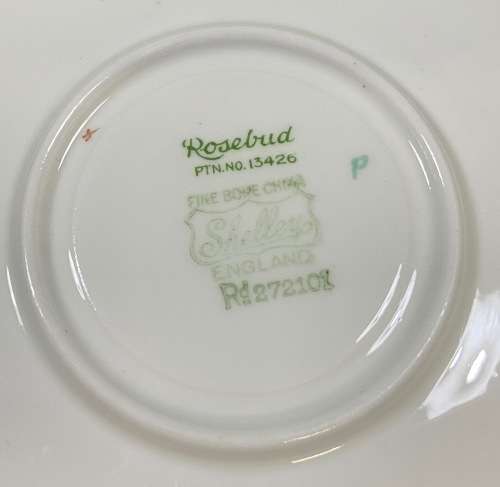 Rosebud
PTN.NO.13426
P
FINE BONE CHINA
Shelley
ENGLAND
Rd 272101